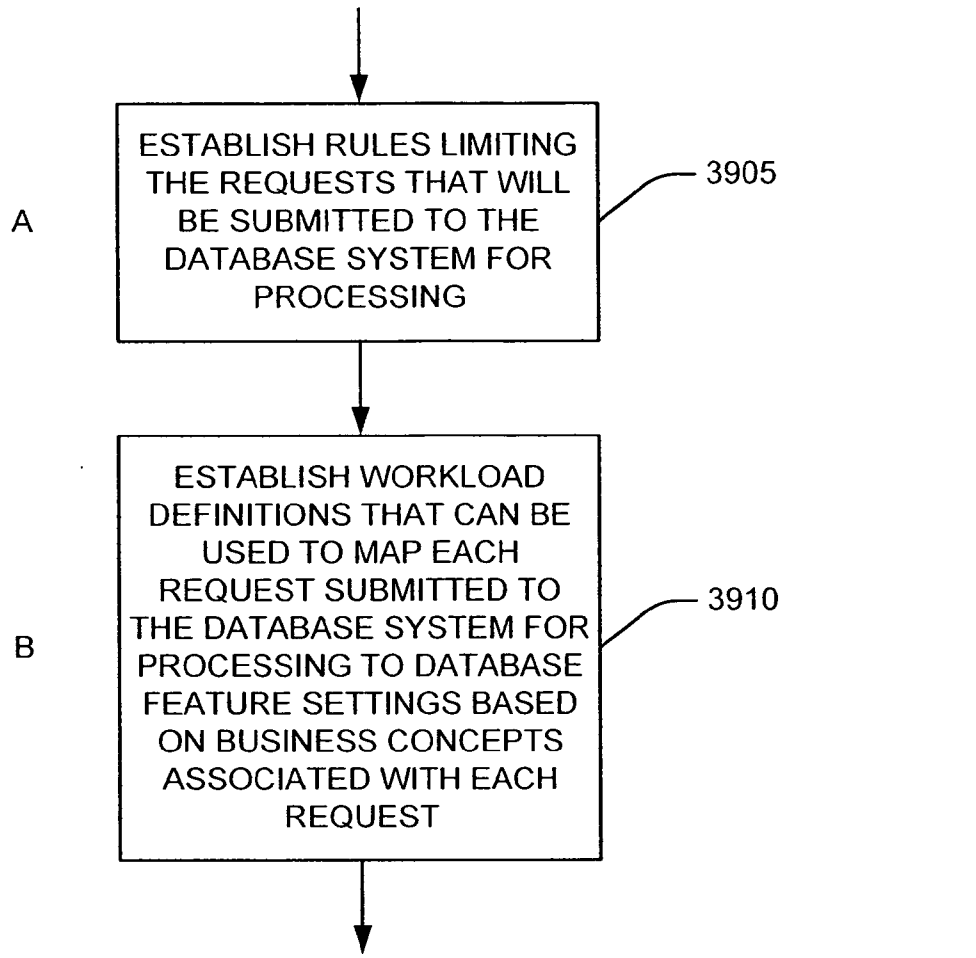 ESTABLISH RULES LIMITING
THE REQUESTS THAT WILL
BE SUBMITTED TO THE
DATABASE SYSTEM FOR
PROCESSING
3905
A
ESTABLISH WORKLOAD
DEFINITIONS THAT CAN BE
USED TO MAP EACH
REQUEST SUBMITTED TO
THE DATABASE SYSTEM FOR
PROCESSING TO DATABASE
FEATURE SETTINGS BASED
ON BUSINESS CONCEPTS
ASSOCIATED WITH EACH
REQUEST
3910
B